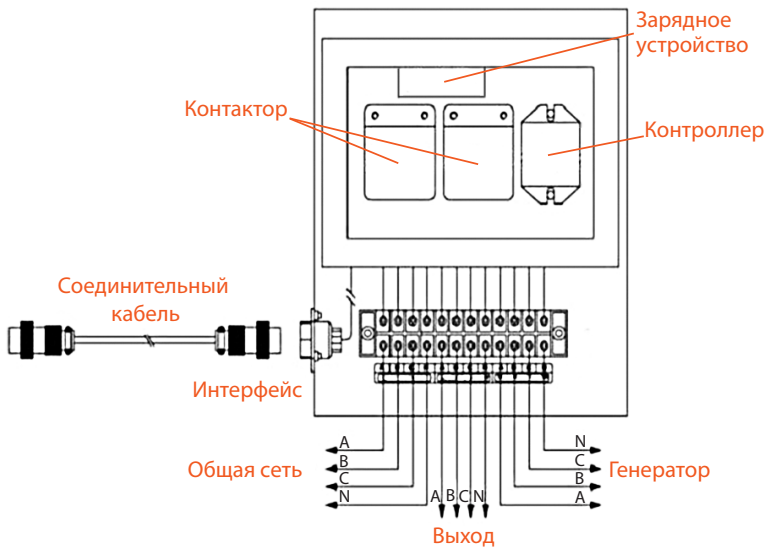 Зарядное
устройство
Контактор
Контроллер
Соединительный
кабель
Интерфейс
A
B
C
N
Общая сеть
A B C N
Выход
N
C
B
A
Генератор